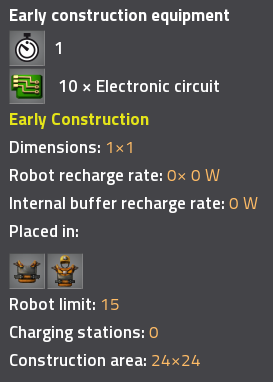 Early construction equipment
1
10 × Electronic circuit
Early Construction
Dimensions: 1×1
Robot recharge rate: 0× 0 W
Internal buffer recharge rate: 0 W
Placed in:
Robot limit: 15
Charging stations: 0
Construction area: 24×24